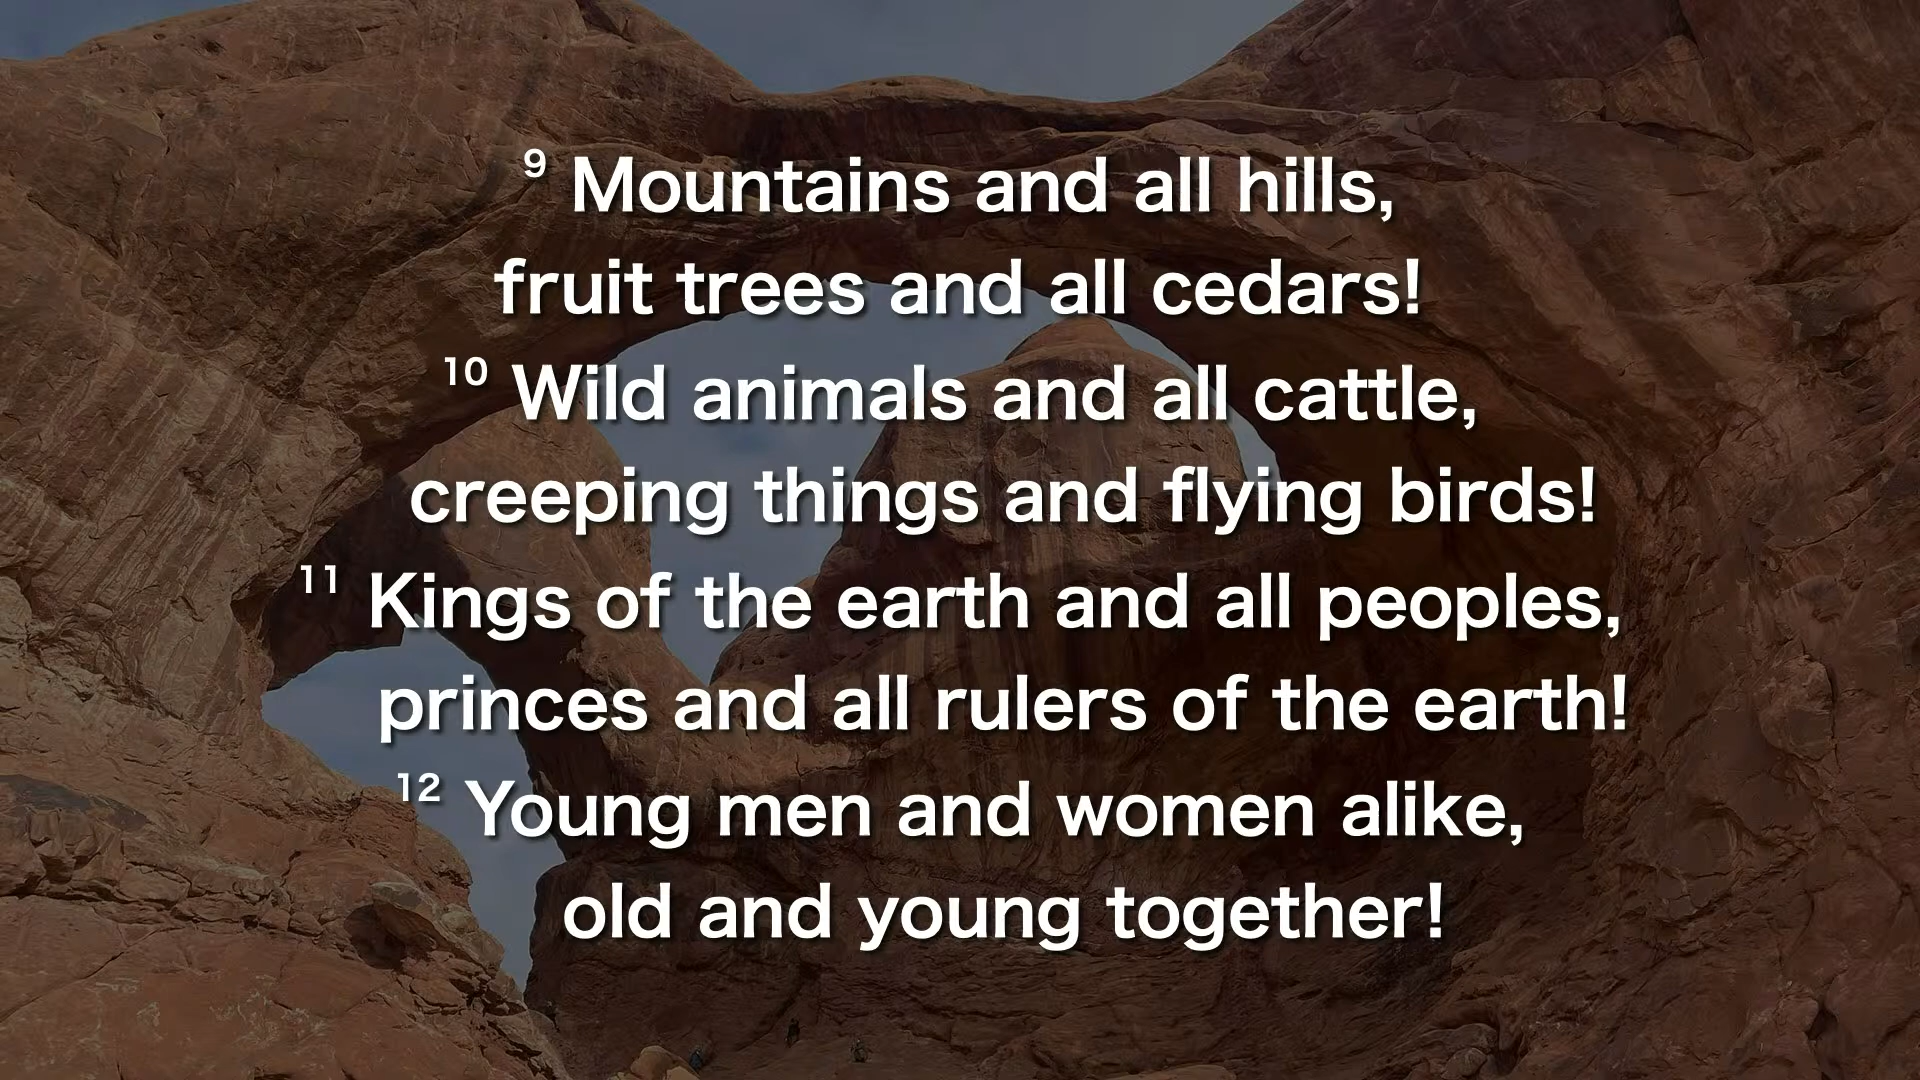 9 Mountains and all hills,
fruit trees and all cedars!
10 Wild animals and all cattle,
creeping things and flying birds!
11 Kings of the earth and all peoples,
princes and all rulers of the earth!
12 Young men and women alike,
old and young together!